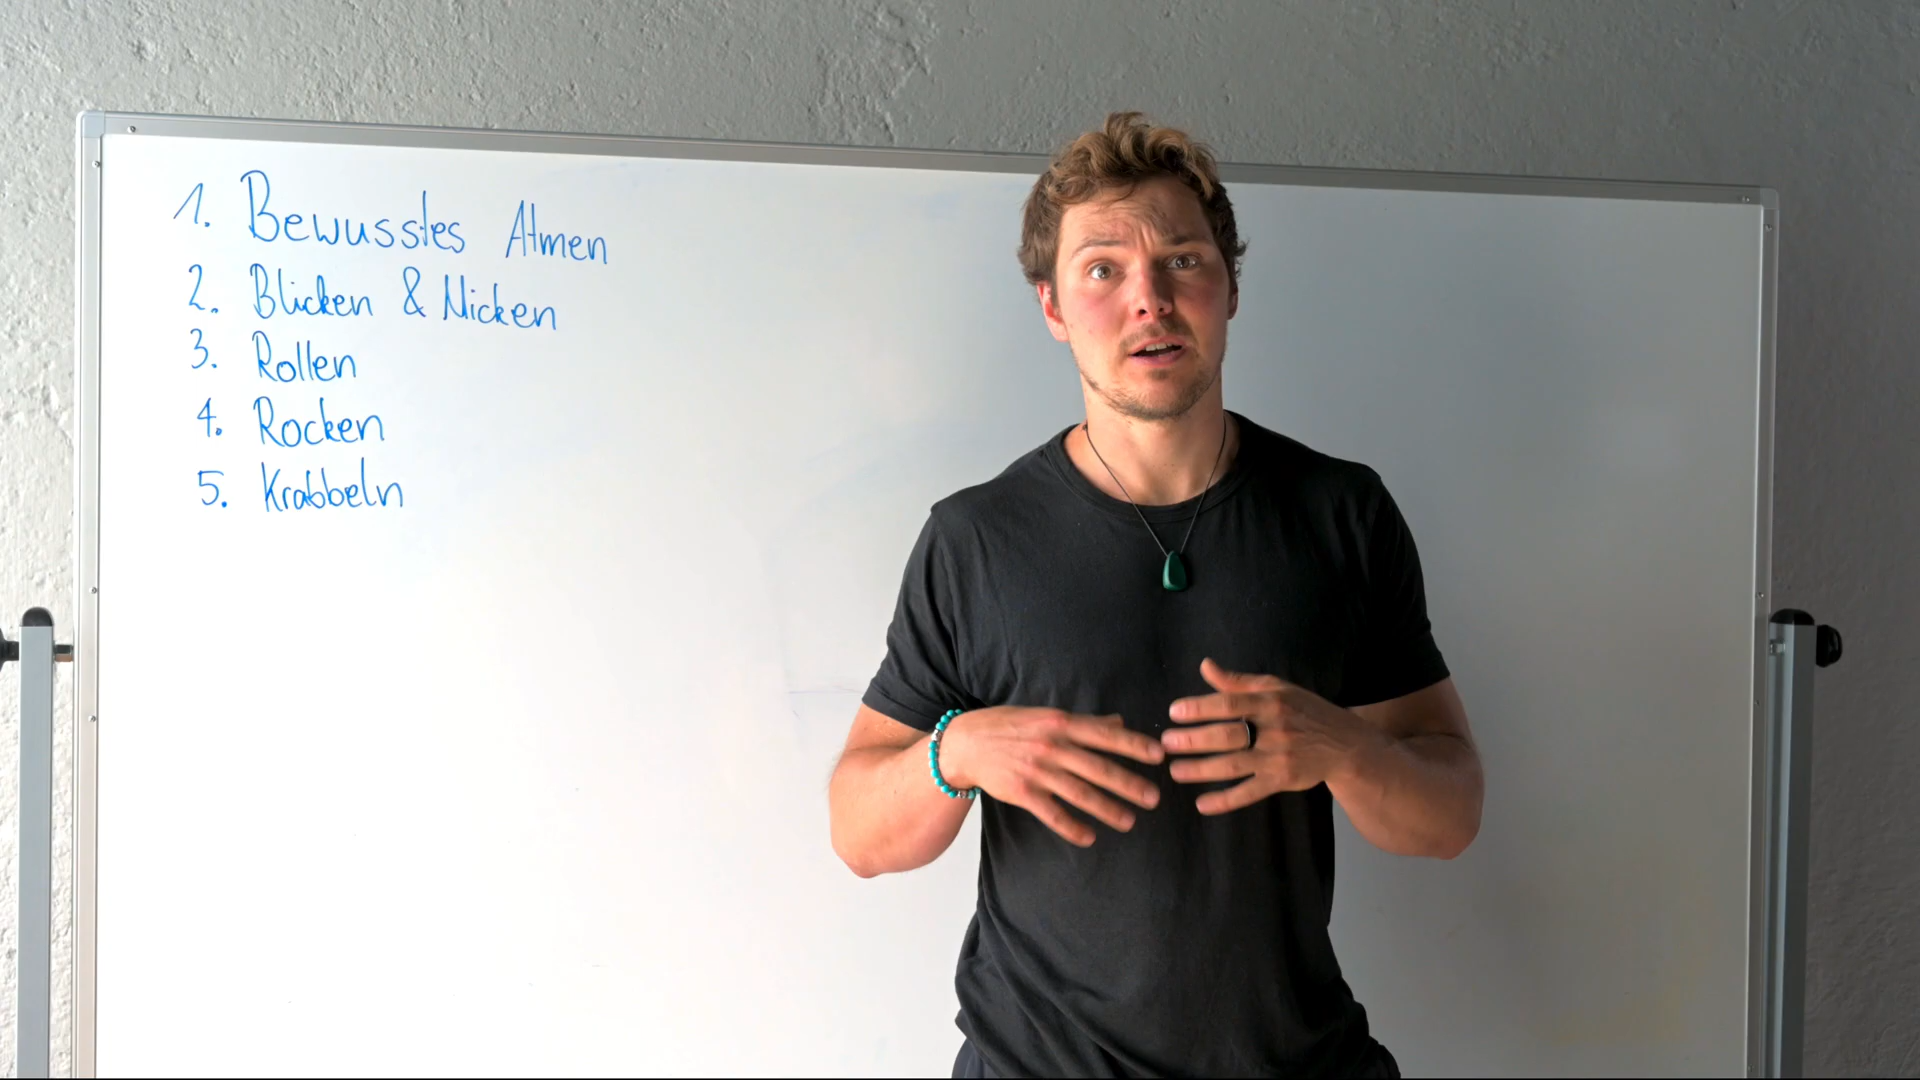 1. Bewusstes Atmen
2. Blicken & Nicken
3. Rollen
4. Rocken
5. Krabbeln